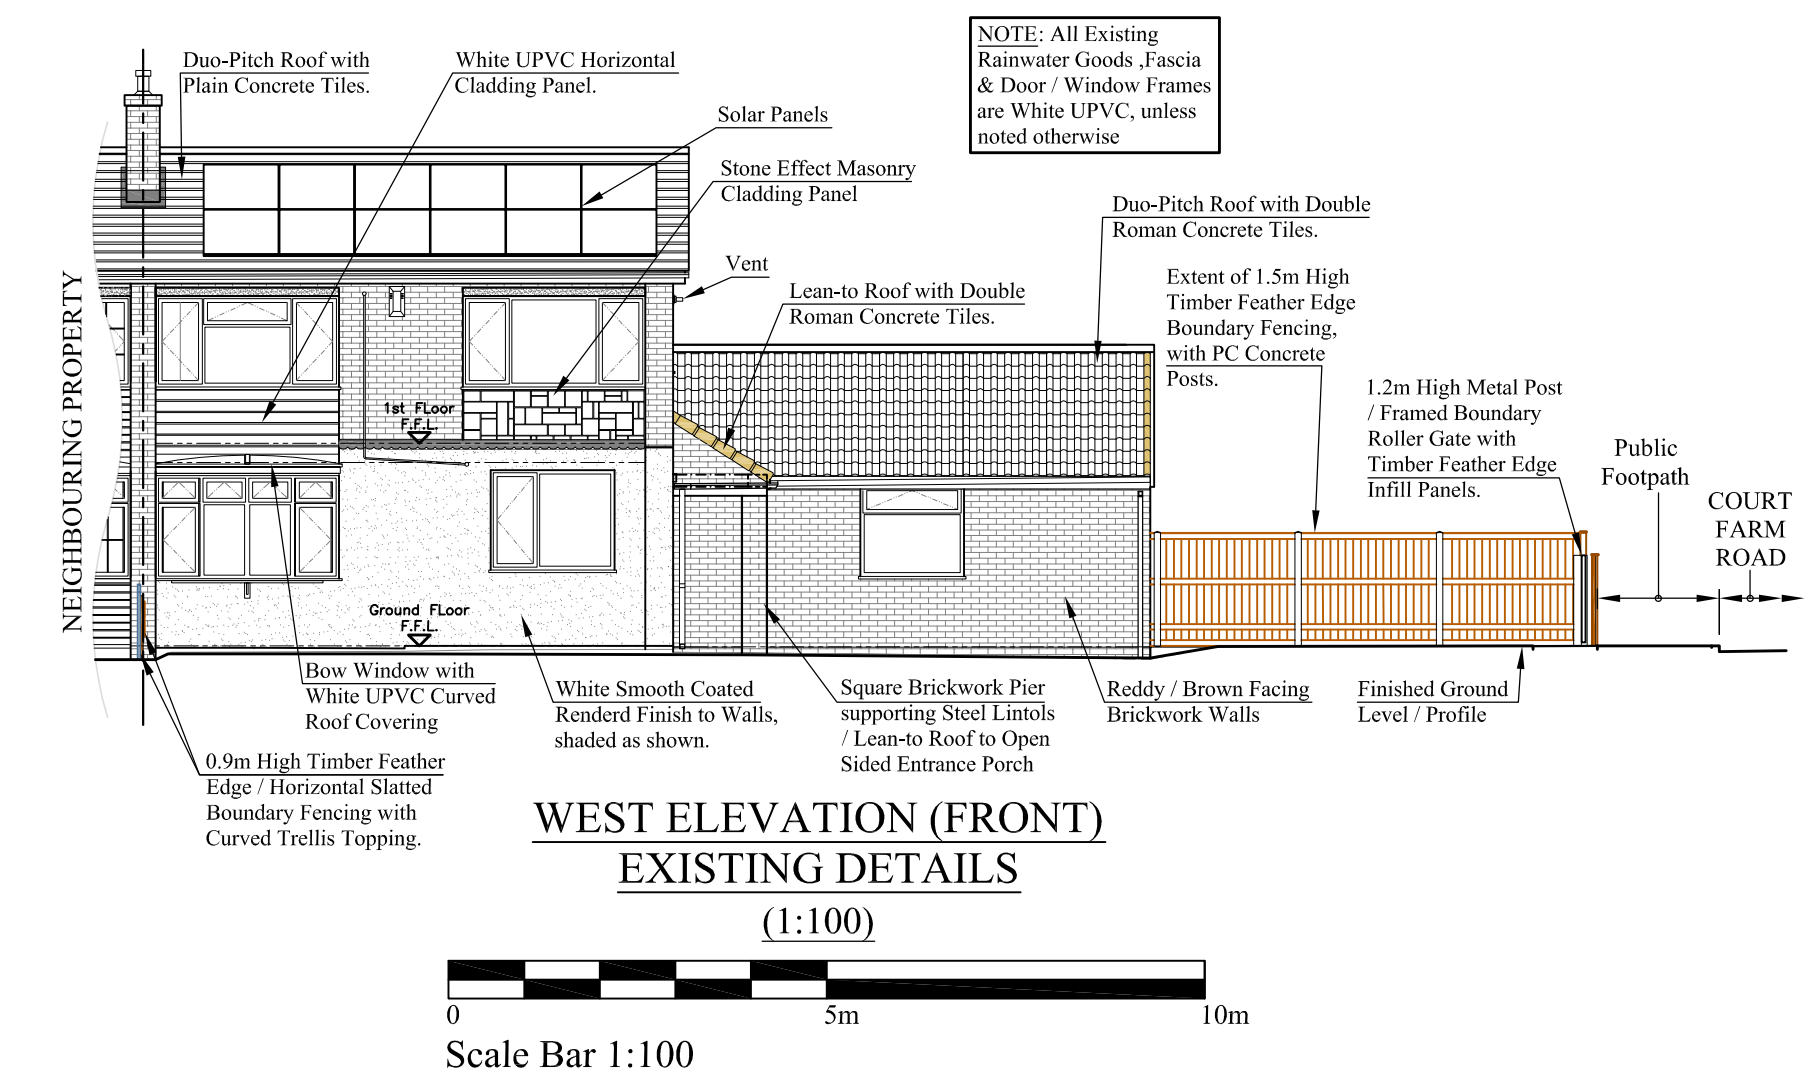 Duo-Pitch Roof with
Plain Concrete Tiles.
White UPVC Horizontal
Cladding Panel.
Solar Panels
Stone Effect Masonry
Cladding Panel
NOTE: All Existing
Rainwater Goods ,Fascia
& Door / Window Frames
are White UPVC, unless
noted otherwise
Vent
Lean-to Roof with Double
Roman Concrete Tiles.
Duo-Pitch Roof with Double
Roman Concrete Tiles.
Extent of 1.5m High
Timber Feather Edge
Boundary Fencing,
with PC Concrete
Posts.
1.2m High Metal Post
/ Framed Boundary
Roller Gate with
Timber Feather Edge
Infill Panels.
Public
Footpath
COURT
FARM
ROAD
NEIGHBOURING PROPERTY
1st FLoor
F.F.L.
Ground FLoor
F.F.L.
Bow Window with
White UPVC Curved
Roof Covering
0.9m High Timber Feather
Edge / Horizontal Slatted
Boundary Fencing with
Curved Trellis Topping.
White Smooth Coated
Renderd Finish to Walls,
shaded as shown.
Square Brickwork Pier
supporting Steel Lintols
/ Lean-to Roof to Open
Sided Entrance Porch
Reddy / Brown Facing
Brickwork Walls
Finished Ground
Level / Profile
WEST ELEVATION (FRONT)
EXISTING DETAILS
(1:100)
0
5m
10m
Scale Bar 1:100